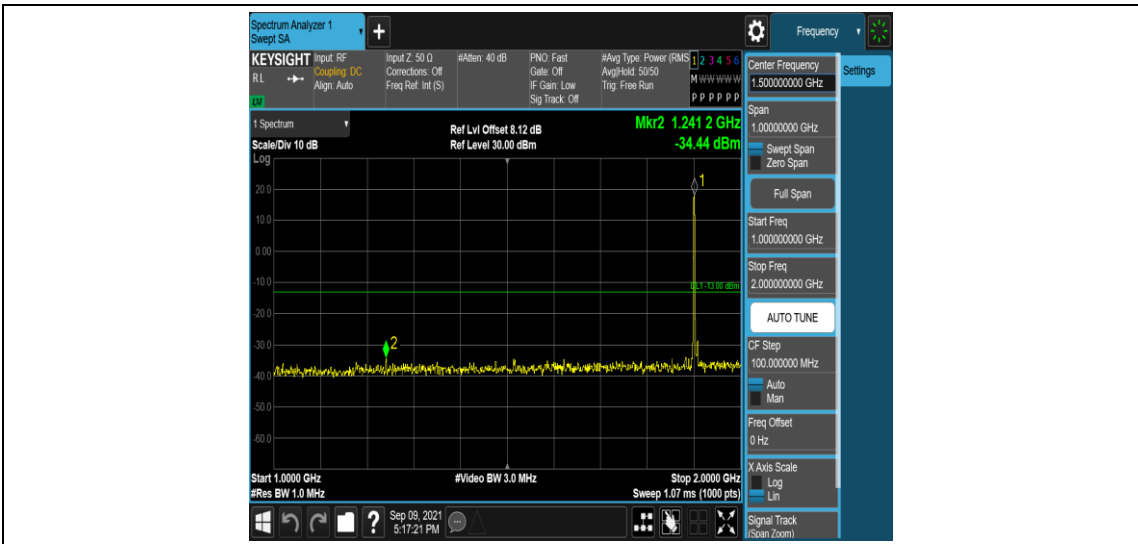 Spectrum Analyzer 1
Swept SA
+
Frequency
KEYSIGHT
RL
LXI
Input: RF
Coupling: DC
Align: Auto
Input Z: 50 Ω
Corrections: Off
Freq Ref: Int (S)
#Atten: 40 dB
PNO: Fast
Gate: Off
IF Gain: Low
Sig Track: Off
#Avg Type: Power (RMS
Avg|Hold: 50/50
Trig: Free Run
1 2 3 4 5 6
M W W W W W
P P P P P P
1 Spectrum
Scale/Div 10 dB
Log
Ref Lvl Offset 8.12 dB
Ref Level 30.00 dBm
Mkr2 1.241 2 GHz
-34.44 dBm
1
20.0
10.0
0.00
-10.0
DL1 -13.00 dBm
-20.0
-30.0
2
-40.0
-50.0
-60.0
Start 1.0000 GHz
#Res BW 1.0 MHz
#Video BW 3.0 MHz
Stop 2.0000 GHz
Sweep 1.07 ms (1000 pts)
?
Sep 09, 2021
5:17:21 PM
Center Frequency
1.500000000 GHz
Settings
Span
1.00000000 GHz
Swept Span
Zero Span
Full Span
Start Freq
1.000000000 GHz
Stop Freq
2.000000000 GHz
AUTO TUNE
CF Step
100.000000 MHz
Auto
Man
Freq Offset
0 Hz
X Axis Scale
Log
Lin
Signal Track
(Span Zoom)